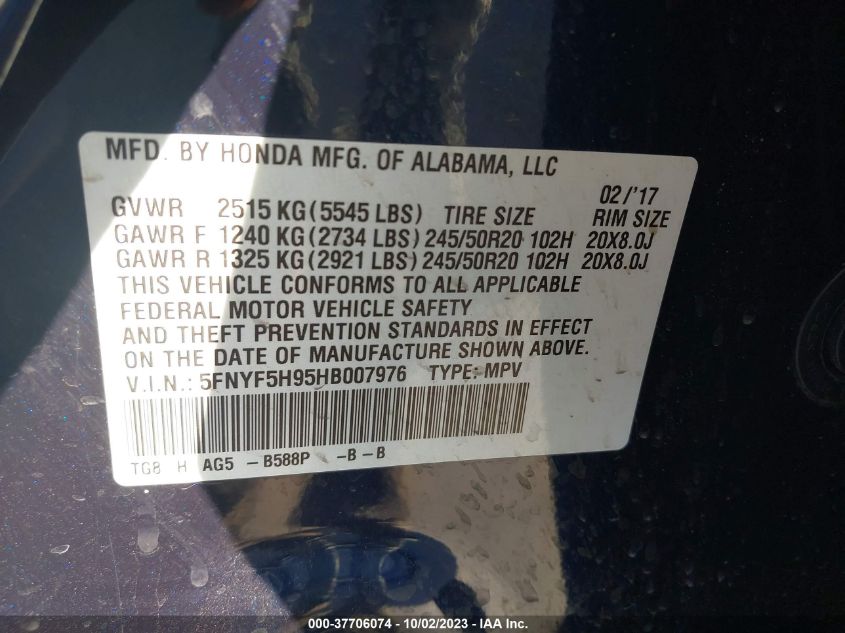 MFD. BY HONDA MFG. OF ALABAMA, LLC
02/'17
GVWR 2515 KG (5545 LBS) TIRE SIZE RIM SIZE
GAWR F 1240 KG (2734 LBS) 245/50R20 102H 20X8.0J
GAWR R 1325 KG (2921 LBS) 245/50R20 102H 20X8.0J
THIS VEHICLE CONFORMS TO ALL APPLICABLE
FEDERAL MOTOR VEHICLE SAFETY
AND THEFT PREVENTION STANDARDS IN EFFECT
ON THE DATE OF MANUFACTURE SHOWN ABOVE.
V.I.N.: 5FNYF5H95HB007976 TYPE: MPV
TG8 H AG5 -B588P -B-B
000-37706074 - 10/02/2023 - IAA Inc.